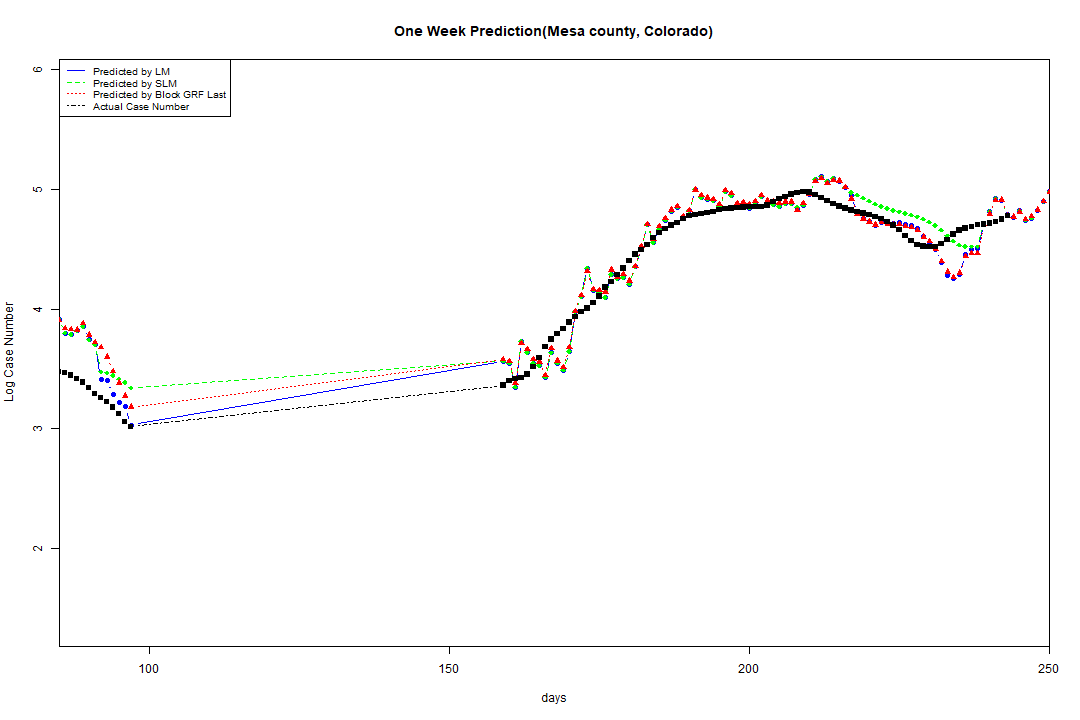 One Week Prediction(Mesa county, Colorado)
Predicted by LM
Predicted by SLM
Predicted by Block GRF Last
Actual Case Number
6
5
4
3
2
Log Case Number
100
150
200
250
days